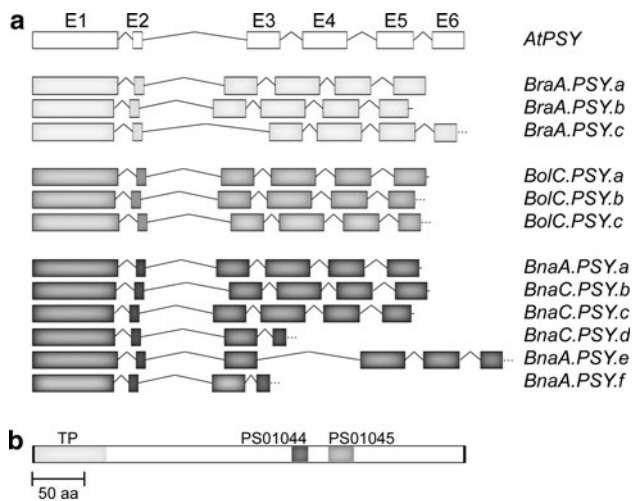 a
E1 E2 E3 E4 E5 E6
AtPSY
BraA.PSY.a
BraA.PSY.b
BraA.PSY.c
BolC.PSY.a
BolC.PSY.b
BolC.PSY.c
BnaA.PSY.a
BnaC.PSY.b
BnaC.PSY.c
BnaC.PSY.d
BnaA.PSY.e
BnaA.PSY.f
b
TP PS01044 PS01045
50 aa